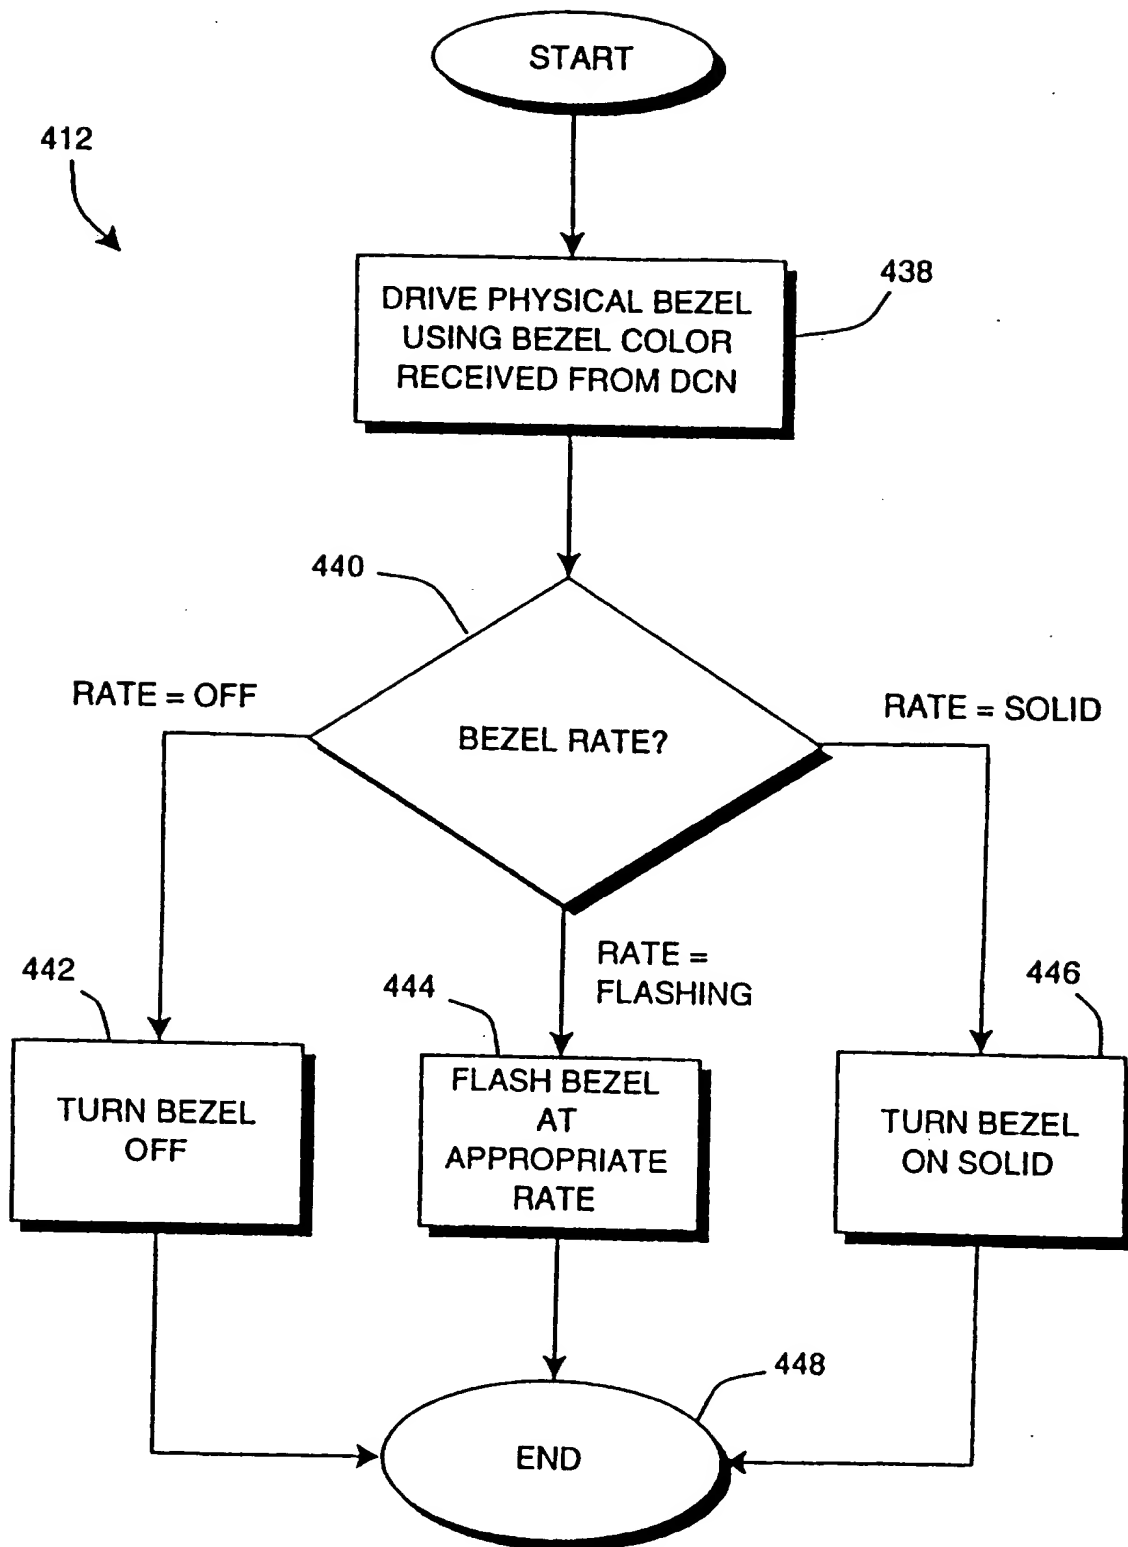 START
412
438
DRIVE PHYSICAL BEZEL
USING BEZEL COLOR
RECEIVED FROM DCN
440
RATE = OFF
BEZEL RATE?
RATE = SOLID
RATE =
FLASHING
442
444
446
TURN BEZEL
OFF
FLASH BEZEL
AT
APPROPRIATE
RATE
TURN BEZEL
ON SOLID
448
END